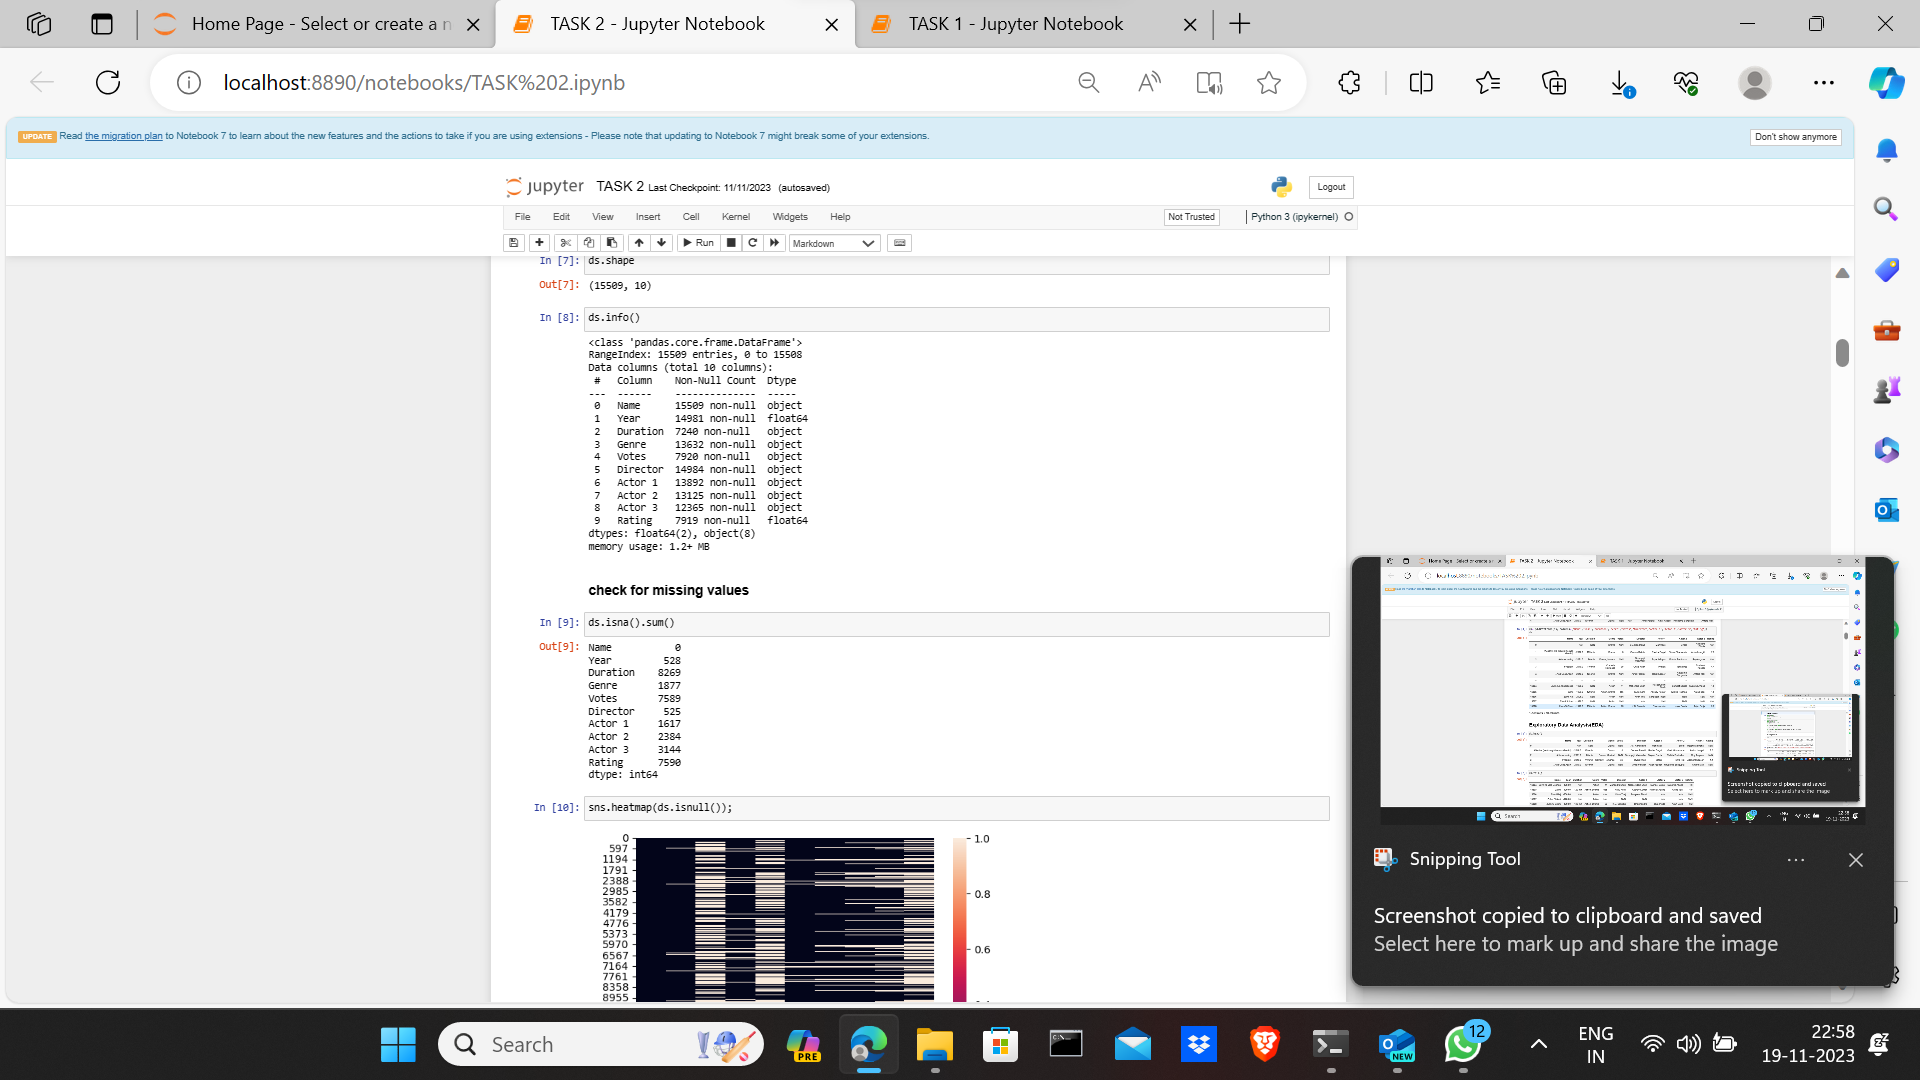 Home Page - Select or create a n
TASK 2 - Jupyter Notebook
TASK 1 - Jupyter Notebook
localhost:8890/notebooks/TASK%202.ipynb
UPDATE Read the migration plan to Notebook 7 to learn about the new features and the actions to take if you are using extensions - Please note that updating to Notebook 7 might break some of your extensions.
Don't show anymore
jupyter TASK 2 Last Checkpoint: 11/11/2023 (autosaved)
Logout
File Edit View Insert Cell Kernel Widgets Help
Not Trusted
Python 3 (ipykernel)
Run
Markdown
In [7]: ds.shape
Out[7]: (15509, 10)
In [8]: ds.info()
<class 'pandas.core.frame.DataFrame'>
RangeIndex: 15509 entries, 0 to 15508
Data columns (total 10 columns):
#   Column    Non-Null Count  Dtype
---  ------    --------------  -----
0   Name      15509 non-null  object
1   Year      14981 non-null  float64
2   Duration  7240 non-null   object
3   Genre     13632 non-null  object
4   Votes     7920 non-null   object
5   Director  14984 non-null  object
6   Actor 1   13892 non-null  object
7   Actor 2   13125 non-null  object
8   Actor 3   12365 non-null  object
9   Rating    7919 non-null   float64
dtypes: float64(2), object(8)
memory usage: 1.2+ MB
check for missing values
In [9]: ds.isna().sum()
Out[9]: Name 0
Year 528
Duration 8269
Genre 1877
Votes 7589
Director 525
Actor 1 1617
Actor 2 2384
Actor 3 3144
Rating 7590
dtype: int64
In [10]: sns.heatmap(ds.isnull());
0
597
1194
1791
2388
2985
3582
4179
4776
5373
5970
6567
7164
7761
8358
8955
1.0
0.8
0.6
Exploratory Data Analysis(EDA)
Snipping Tool
Screenshot copied to clipboard and saved
Select here to mark up and share the image
Search
PRE
NEW
12
ENG
IN
22:58
19-11-2023